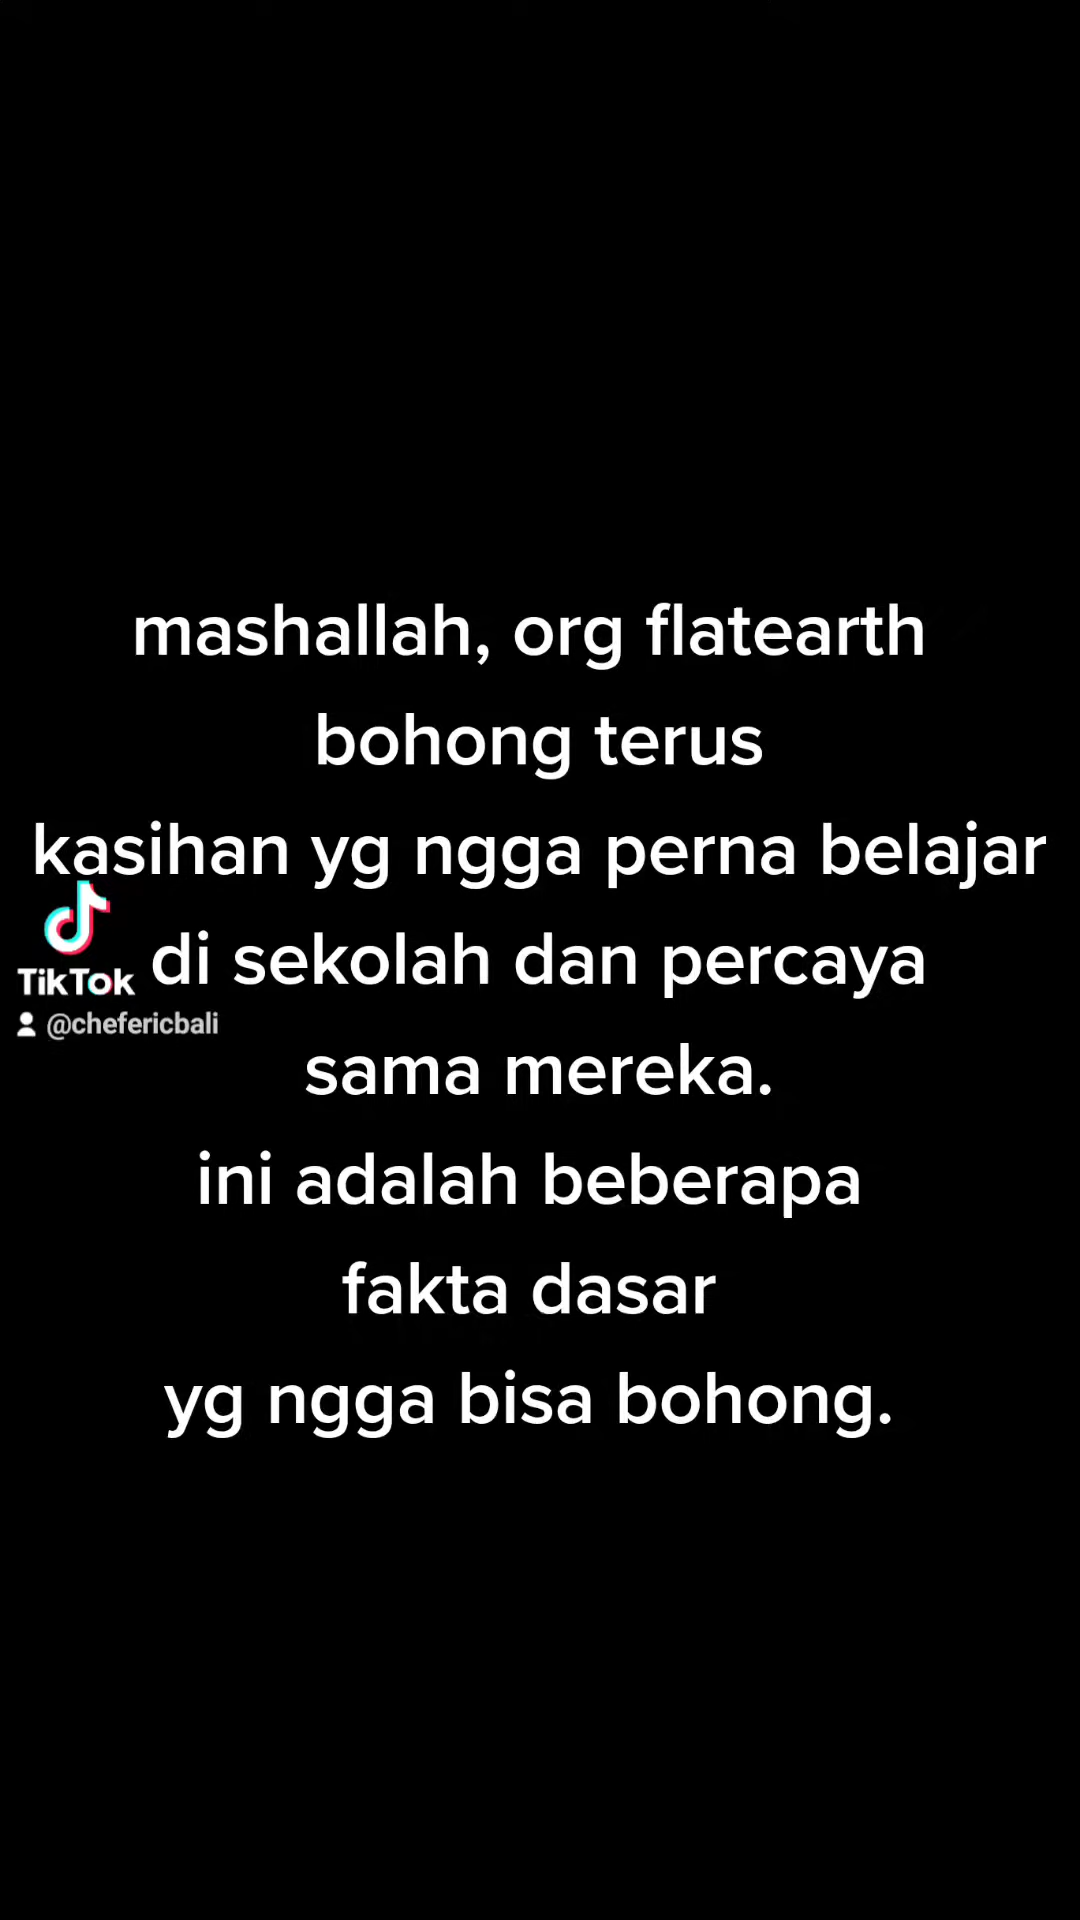 mashallah, org flatearth
bohong terus
kasihan yg ngga perna belajar
di sekolah dan percaya
sama mereka.
ini adalah beberapa
fakta dasar
yg ngga bisa bohong.
TikTok
@chefericbali